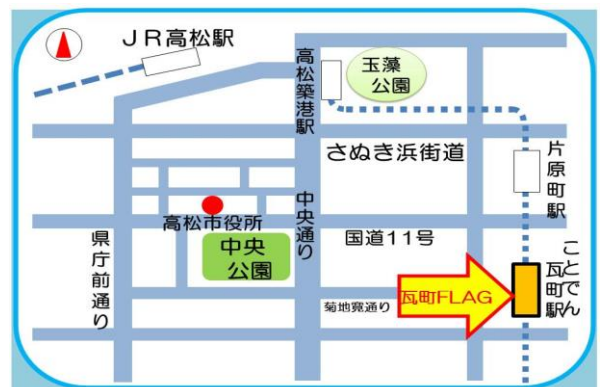 JR高松駅
高松築港駅
玉藻
公園
さぬき浜街道
片原町駅
高松市役所
中央
公園
県庁前通り
中央通り
国道11号
菊地寛通り
瓦町FLAG
ことでん
瓦町駅